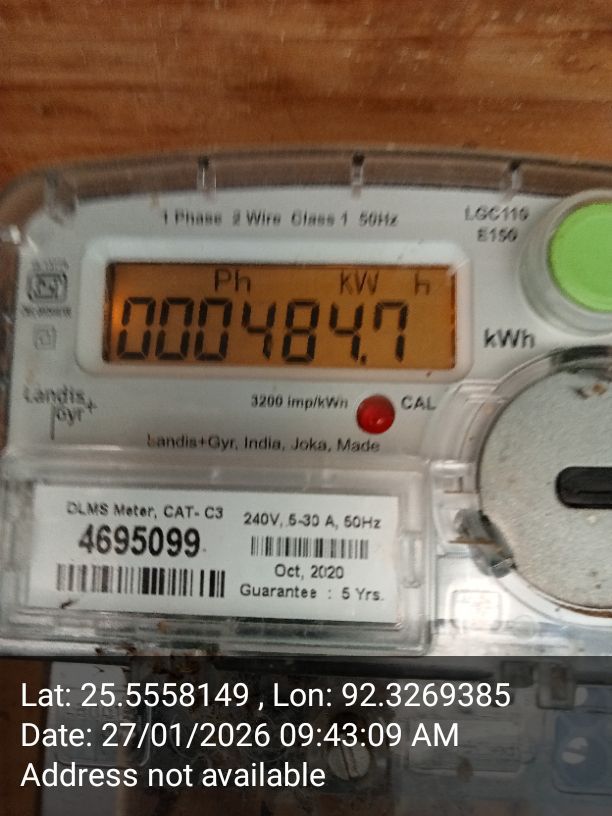 1 Phase 2 Wire Class 1 50Hz
LGC110
E150
Ph kW h
000484.7
kWh
Landis
Gyr+
3200 imp/kWh
CAL
Landis+Gyr, India, Joka, Made
DLMS Meter, CAT- C3
4695099
240V, 5-30 A, 50Hz
Oct, 2020
Guarantee : 5 Yrs.
Lat: 25.5558149 , Lon: 92.3269385
Date: 27/01/2026 09:43:09 AM
Address not available